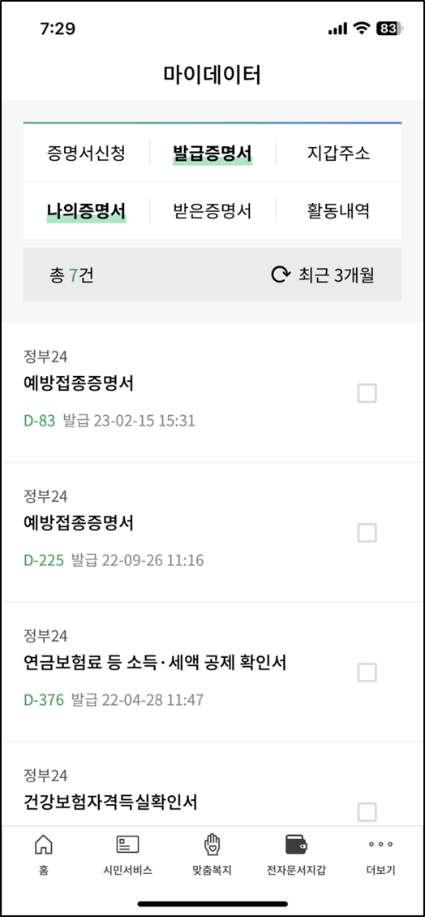 7:29
83
마이데이터
증명서신청 발급증명서 지갑주소
나의증명서 받은증명서 활동내역
총 7건 최근 3개월
정부24
예방접종증명서
D-83 발급 23-02-15 15:31
정부24
예방접종증명서
D-225 발급 22-09-26 11:16
정부24
연금보험료 등 소득·세액 공제 확인서
D-376 발급 22-04-28 11:47
정부24
건강보험자격득실확인서
홈 시민서비스 맞춤복지 전자문서지갑 더보기